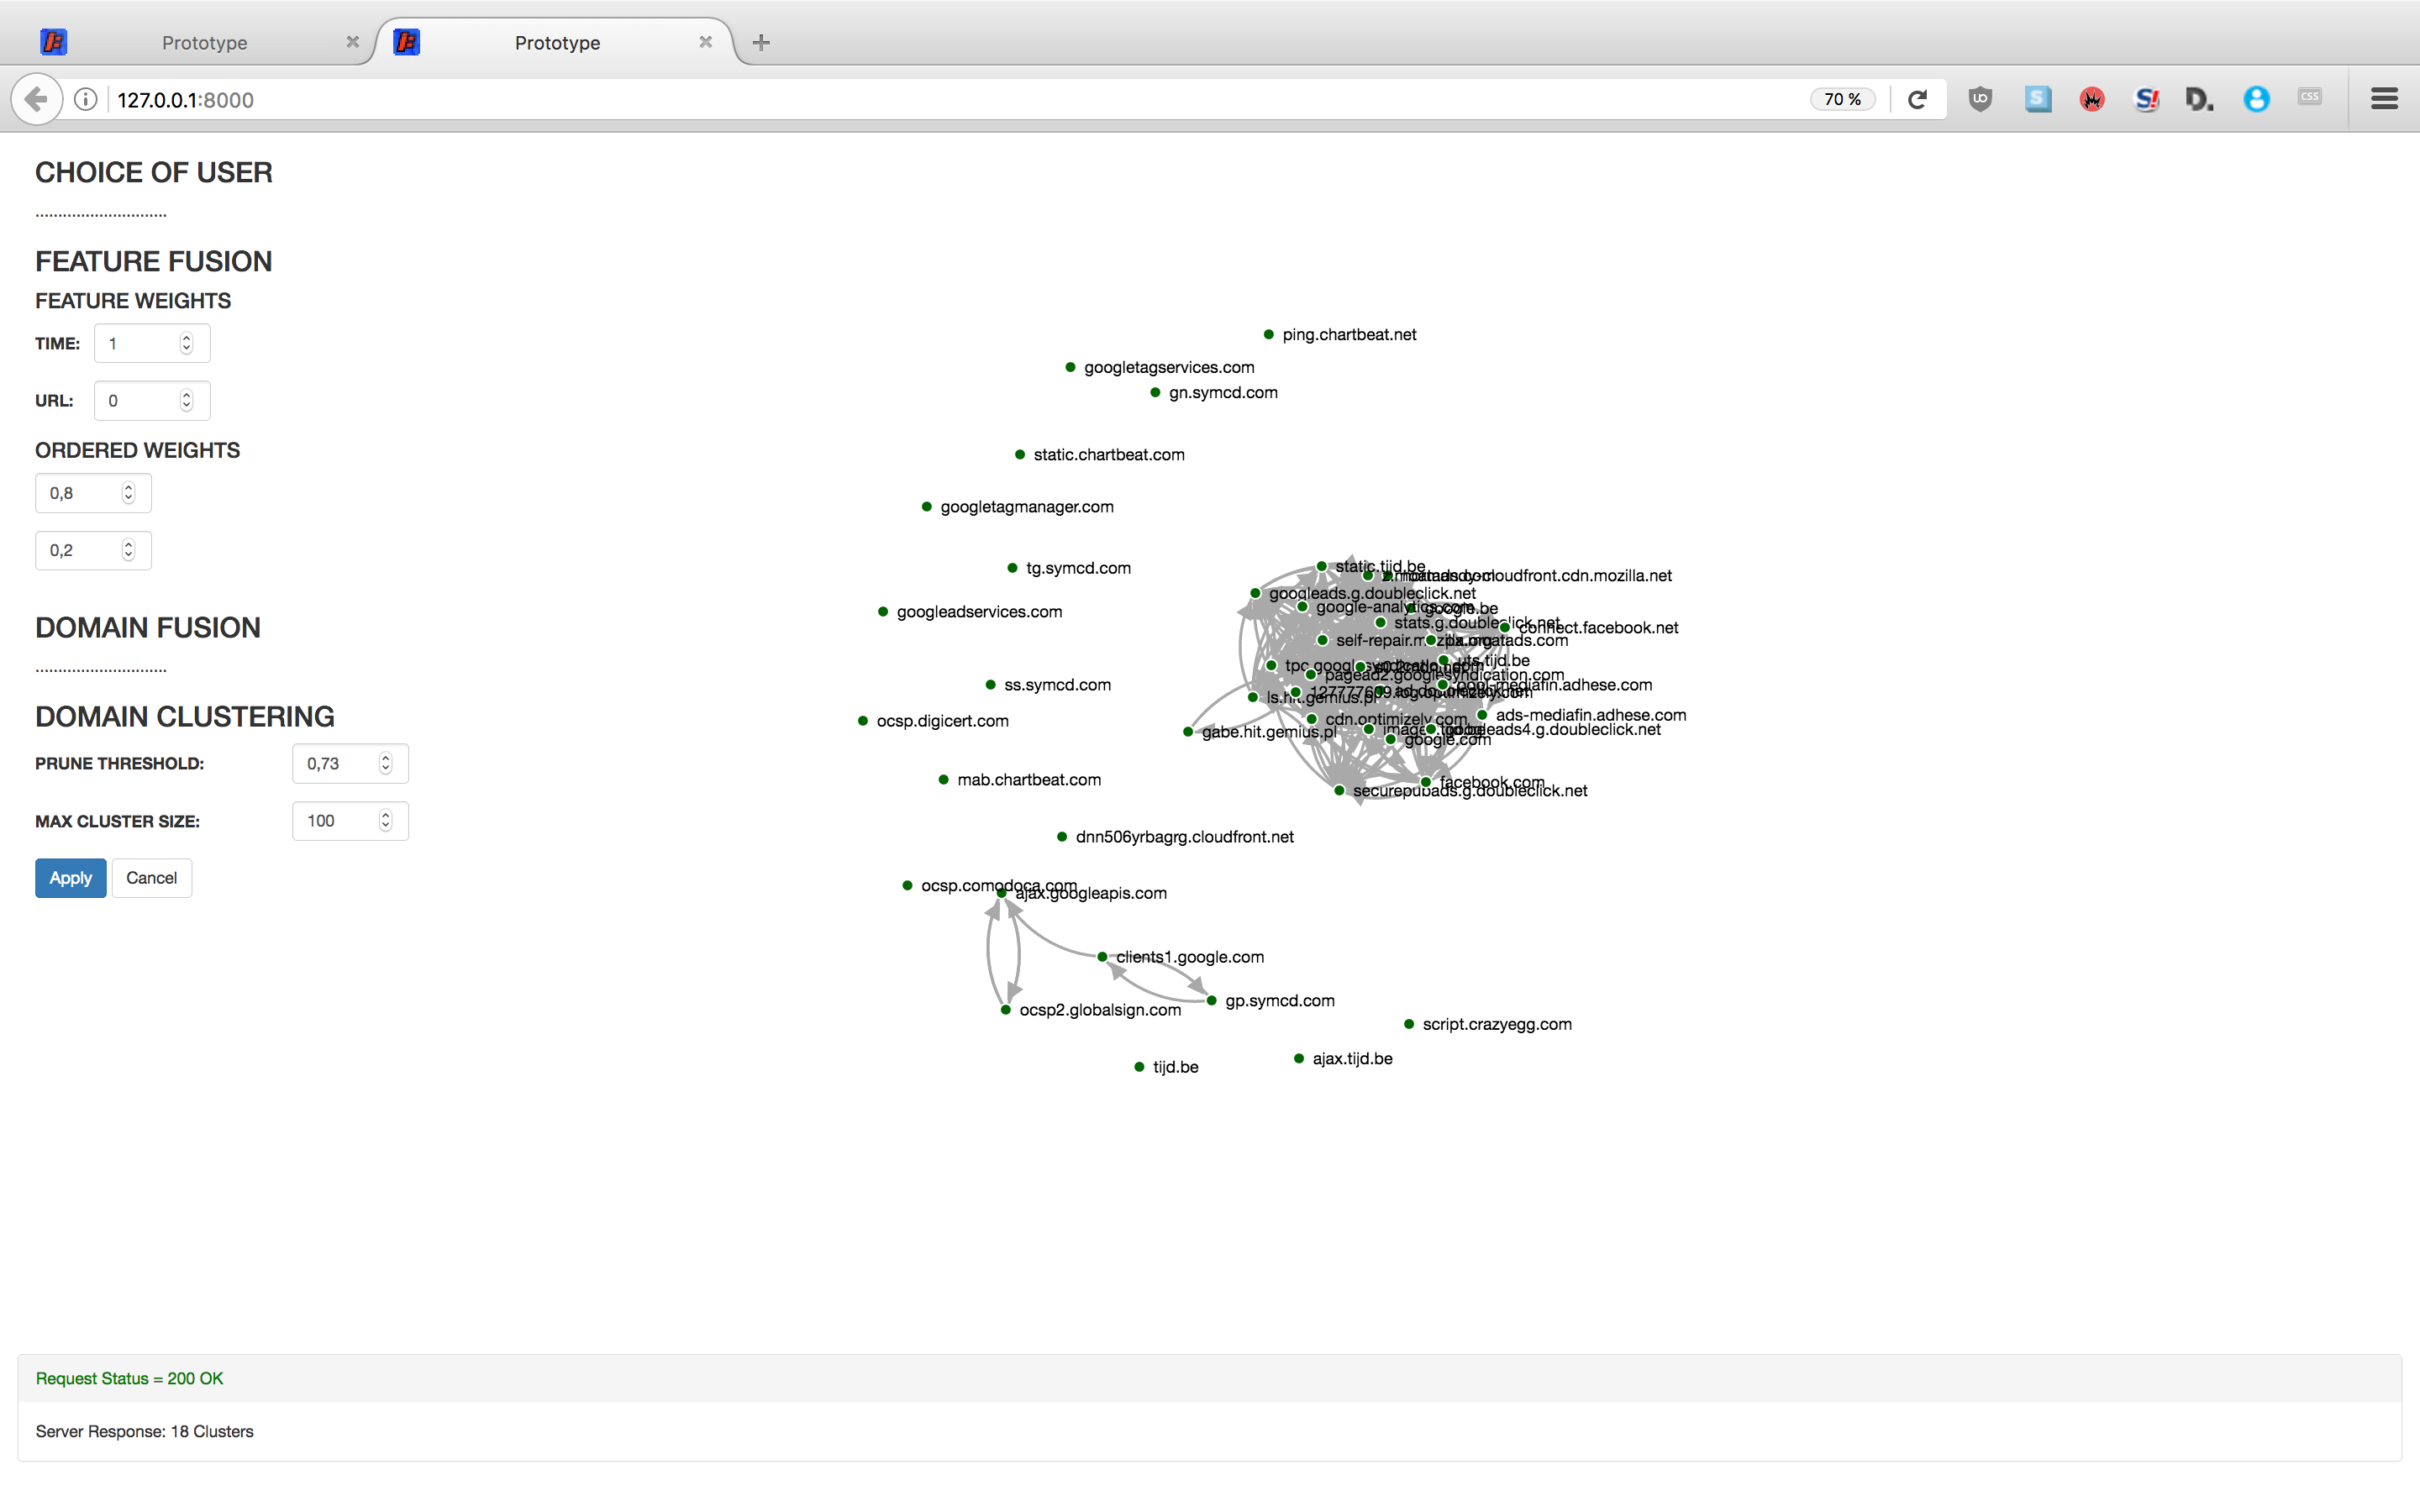 Prototype
Prototype
127.0.0.1:8000
70 %
CHOICE OF USER
.............................
FEATURE FUSION
FEATURE WEIGHTS
TIME: 1
URL: 0
ORDERED WEIGHTS
0,8
0,2
DOMAIN FUSION
.............................
DOMAIN CLUSTERING
PRUNE THRESHOLD: 0,73
MAX CLUSTER SIZE: 100
Apply Cancel
ping.chartbeat.net
googletagservices.com
gn.symcd.com
static.chartbeat.com
googletagmanager.com
static.tijd.be
tg.symcd.com
cloudfront.cdn.mozilla.net
googleads.g.doubleclick.net
google-analytics.com
google.be
googleadservices.com
stats.g.doubleclick.net
connect.facebook.net
self-repair.mozilla.org
uts.tijd.be
pagead2.googlesyndication.com
ss.symcd.com
pool-mediafin.adhese.com
ls.hit.gemius.pl
ads-mediafin.adhese.com
ocsp.digicert.com
cdn.optimizely.com
gabe.hit.gemius.pl
googleads4.g.doubleclick.net
google.com
mab.chartbeat.com
facebook.com
securepubads.g.doubleclick.net
dnn506yrbagrg.cloudfront.net
ocsp.comodoca.com
ajax.googleapis.com
clients1.google.com
gp.symcd.com
ocsp2.globalsign.com
script.crazyegg.com
ajax.tijd.be
tijd.be
Request Status = 200 OK
Server Response: 18 Clusters